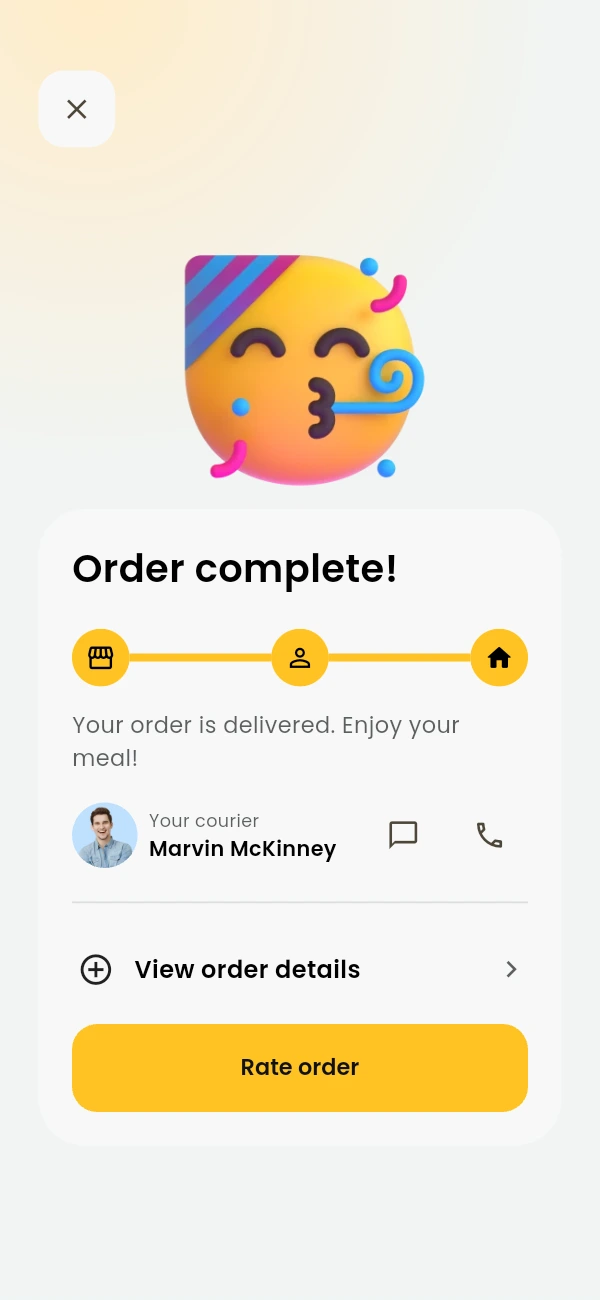 Order complete!
Your order is delivered. Enjoy your
meal!
Your courier
Marvin McKinney
View order details
Rate order